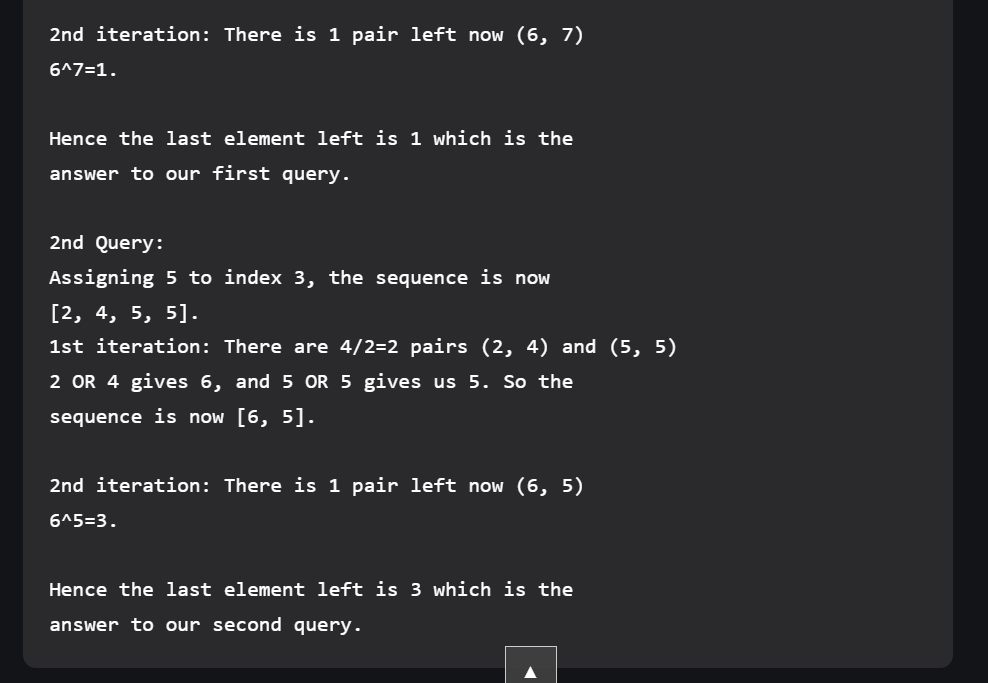 2nd iteration: There is 1 pair left now (6, 7)
6^7=1.
Hence the last element left is 1 which is the
answer to our first query.
2nd Query:
Assigning 5 to index 3, the sequence is now
[2, 4, 5, 5].
1st iteration: There are 4/2=2 pairs (2, 4) and (5, 5)
2 OR 4 gives 6, and 5 OR 5 gives us 5. So the
sequence is now [6, 5].
2nd iteration: There is 1 pair left now (6, 5)
6^5=3.
Hence the last element left is 3 which is the
answer to our second query.